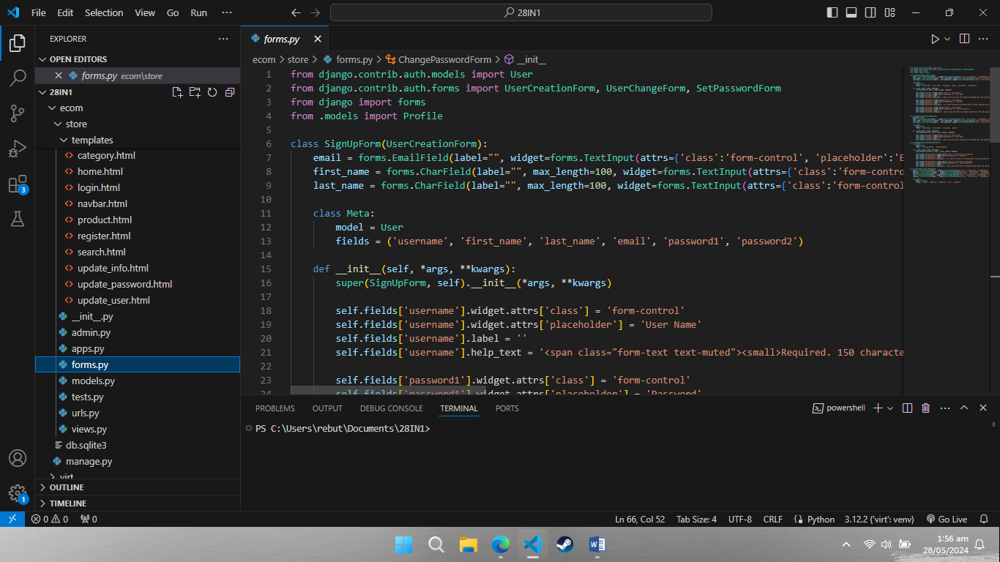 File Edit Selection View Go Run ··· 28IN1
EXPLORER ···
OPEN EDITORS
forms.py ecom\store
28IN1
ecom
store
templates
category.html
home.html
login.html
navbar.html
product.html
register.html
search.html
update_info.html
update_password.html
update_user.html
__init__.py
admin.py
apps.py
forms.py
models.py
tests.py
urls.py
views.py
db.sqlite3
manage.py
virt
OUTLINE
TIMELINE
3
1
forms.py
ecom > store > forms.py > ChangePasswordForm > __init__
1 from django.contrib.auth.models import User
2 from django.contrib.auth.forms import UserCreationForm, UserChangeForm, SetPasswordForm
3 from django import forms
4 from .models import Profile
5
6 class SignUpForm(UserCreationForm):
7 email = forms.EmailField(label="", widget=forms.TextInput(attrs={'class':'form-control', 'placeholder':'E
8 first_name = forms.CharField(label="", max_length=100, widget=forms.TextInput(attrs={'class':'form-contro
9 last_name = forms.CharField(label="", max_length=100, widget=forms.TextInput(attrs={'class':'form-control
10
11 class Meta:
12 model = User
13 fields = ('username', 'first_name', 'last_name', 'email', 'password1', 'password2')
14
15 def __init__(self, *args, **kwargs):
16 super(SignUpForm, self).__init__(*args, **kwargs)
17
18 self.fields['username'].widget.attrs['class'] = 'form-control'
19 self.fields['username'].widget.attrs['placeholder'] = 'User Name'
20 self.fields['username'].label = ''
21 self.fields['username'].help_text = '<span class="form-text text-muted"><small>Required. 150 characte
22
23 self.fields['password1'].widget.attrs['class'] = 'form-control'
24 self.fields['password1'].widget.attrs['placeholder'] = 'Password'
PROBLEMS OUTPUT DEBUG CONSOLE TERMINAL PORTS powershell
PS C:\Users\rebut\Documents\28IN1>
0 0 0 Ln 66, Col 52 Tab Size: 4 UTF-8 CRLF Python 3.12.2 ('virt': venv) Go Live
1:56 am
28/05/2024